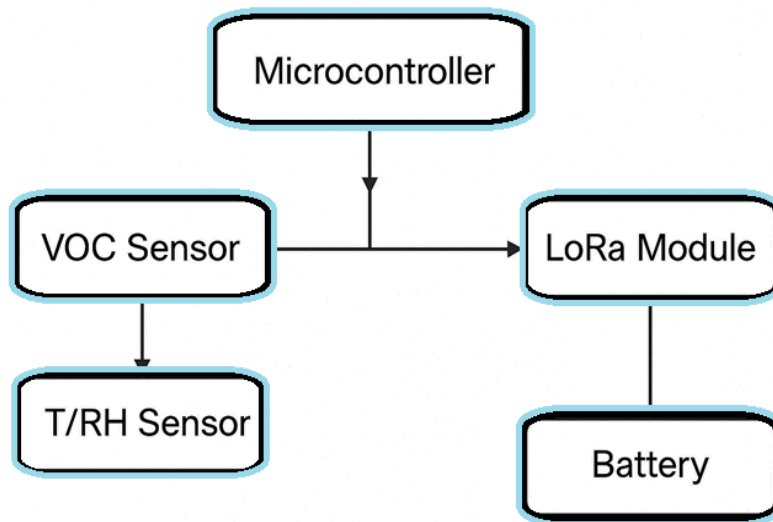 Microcontroller
VOC Sensor
LoRa Module
T/RH Sensor
Battery